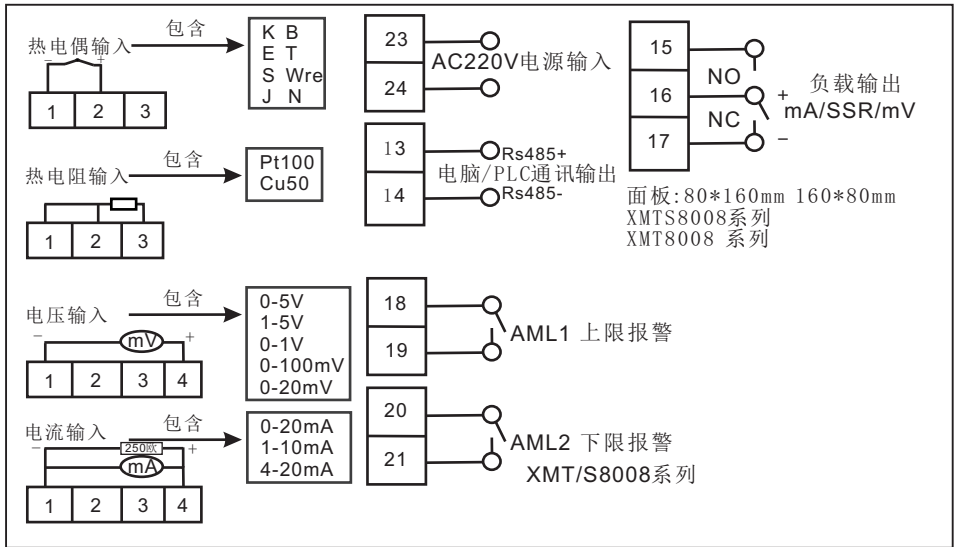 热电偶输入
包含
K B
E T
S Wre
J N
- +
1 2 3
热电阻输入
包含
Pt100
Cu50
1 2 3
电压输入
包含
0-5V
1-5V
0-1V
0-100mV
0-20mV
- mV +
1 2 3 4
电流输入
包含
0-20mA
1-10mA
4-20mA
- 250欧 +
mA
1 2 3 4
23
24
AC220V电源输入
13
14
Rs485+
电脑/PLC通讯输出
Rs485-
18
19
AML1 上限报警
20
21
AML2 下限报警
XMT/S8008系列
15
16
17
NO
NC
+
-
负载输出
mA/SSR/mV
面板:80*160mm 160*80mm
XMTS8008系列
XMT8008 系列